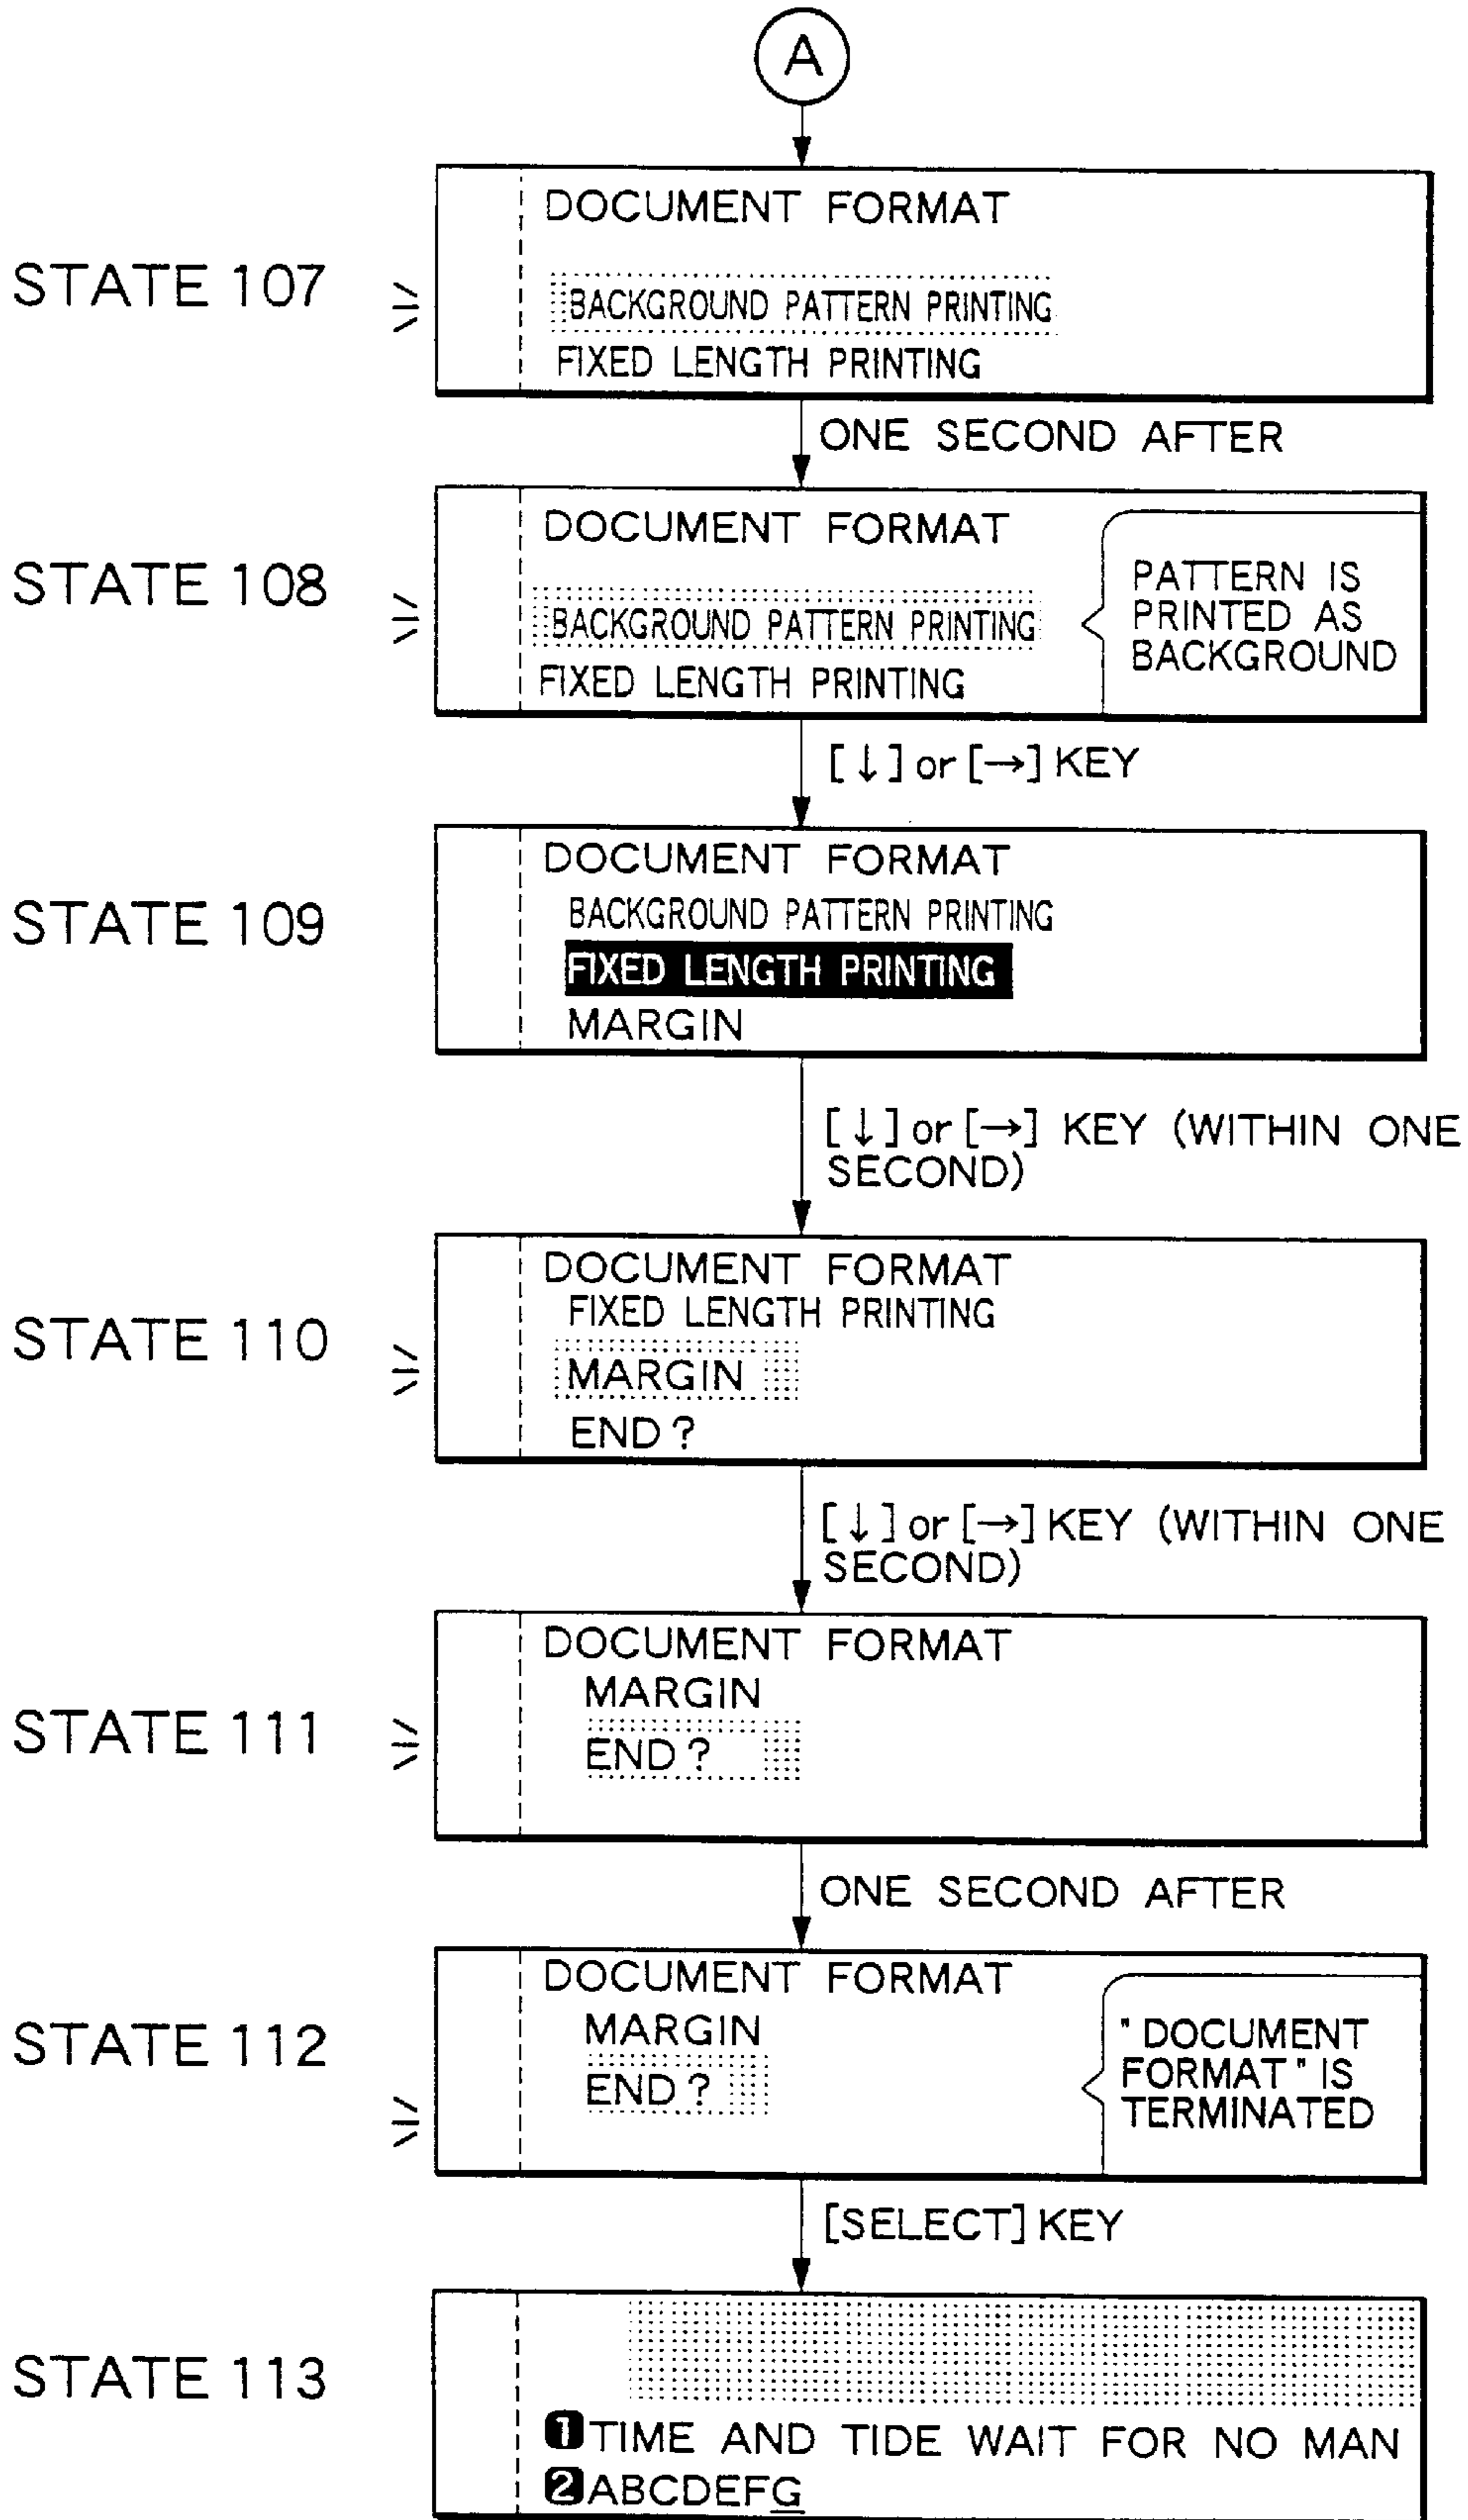 A
STATE 107
DOCUMENT FORMAT
BACKGROUND PATTERN PRINTING
FIXED LENGTH PRINTING
ONE SECOND AFTER
STATE 108
DOCUMENT FORMAT
BACKGROUND PATTERN PRINTING
FIXED LENGTH PRINTING
PATTERN IS
PRINTED AS
BACKGROUND
[↓] or [→] KEY
STATE 109
DOCUMENT FORMAT
BACKGROUND PATTERN PRINTING
FIXED LENGTH PRINTING
MARGIN
[↓] or [→] KEY (WITHIN ONE
SECOND)
STATE 110
DOCUMENT FORMAT
FIXED LENGTH PRINTING
MARGIN
END ?
[↓] or [→] KEY (WITHIN ONE
SECOND)
STATE 111
DOCUMENT FORMAT
MARGIN
END ?
ONE SECOND AFTER
STATE 112
DOCUMENT FORMAT
MARGIN
END ?
"DOCUMENT
FORMAT" IS
TERMINATED
[SELECT] KEY
STATE 113
1 TIME AND TIDE WAIT FOR NO MAN
2 ABCDEFG